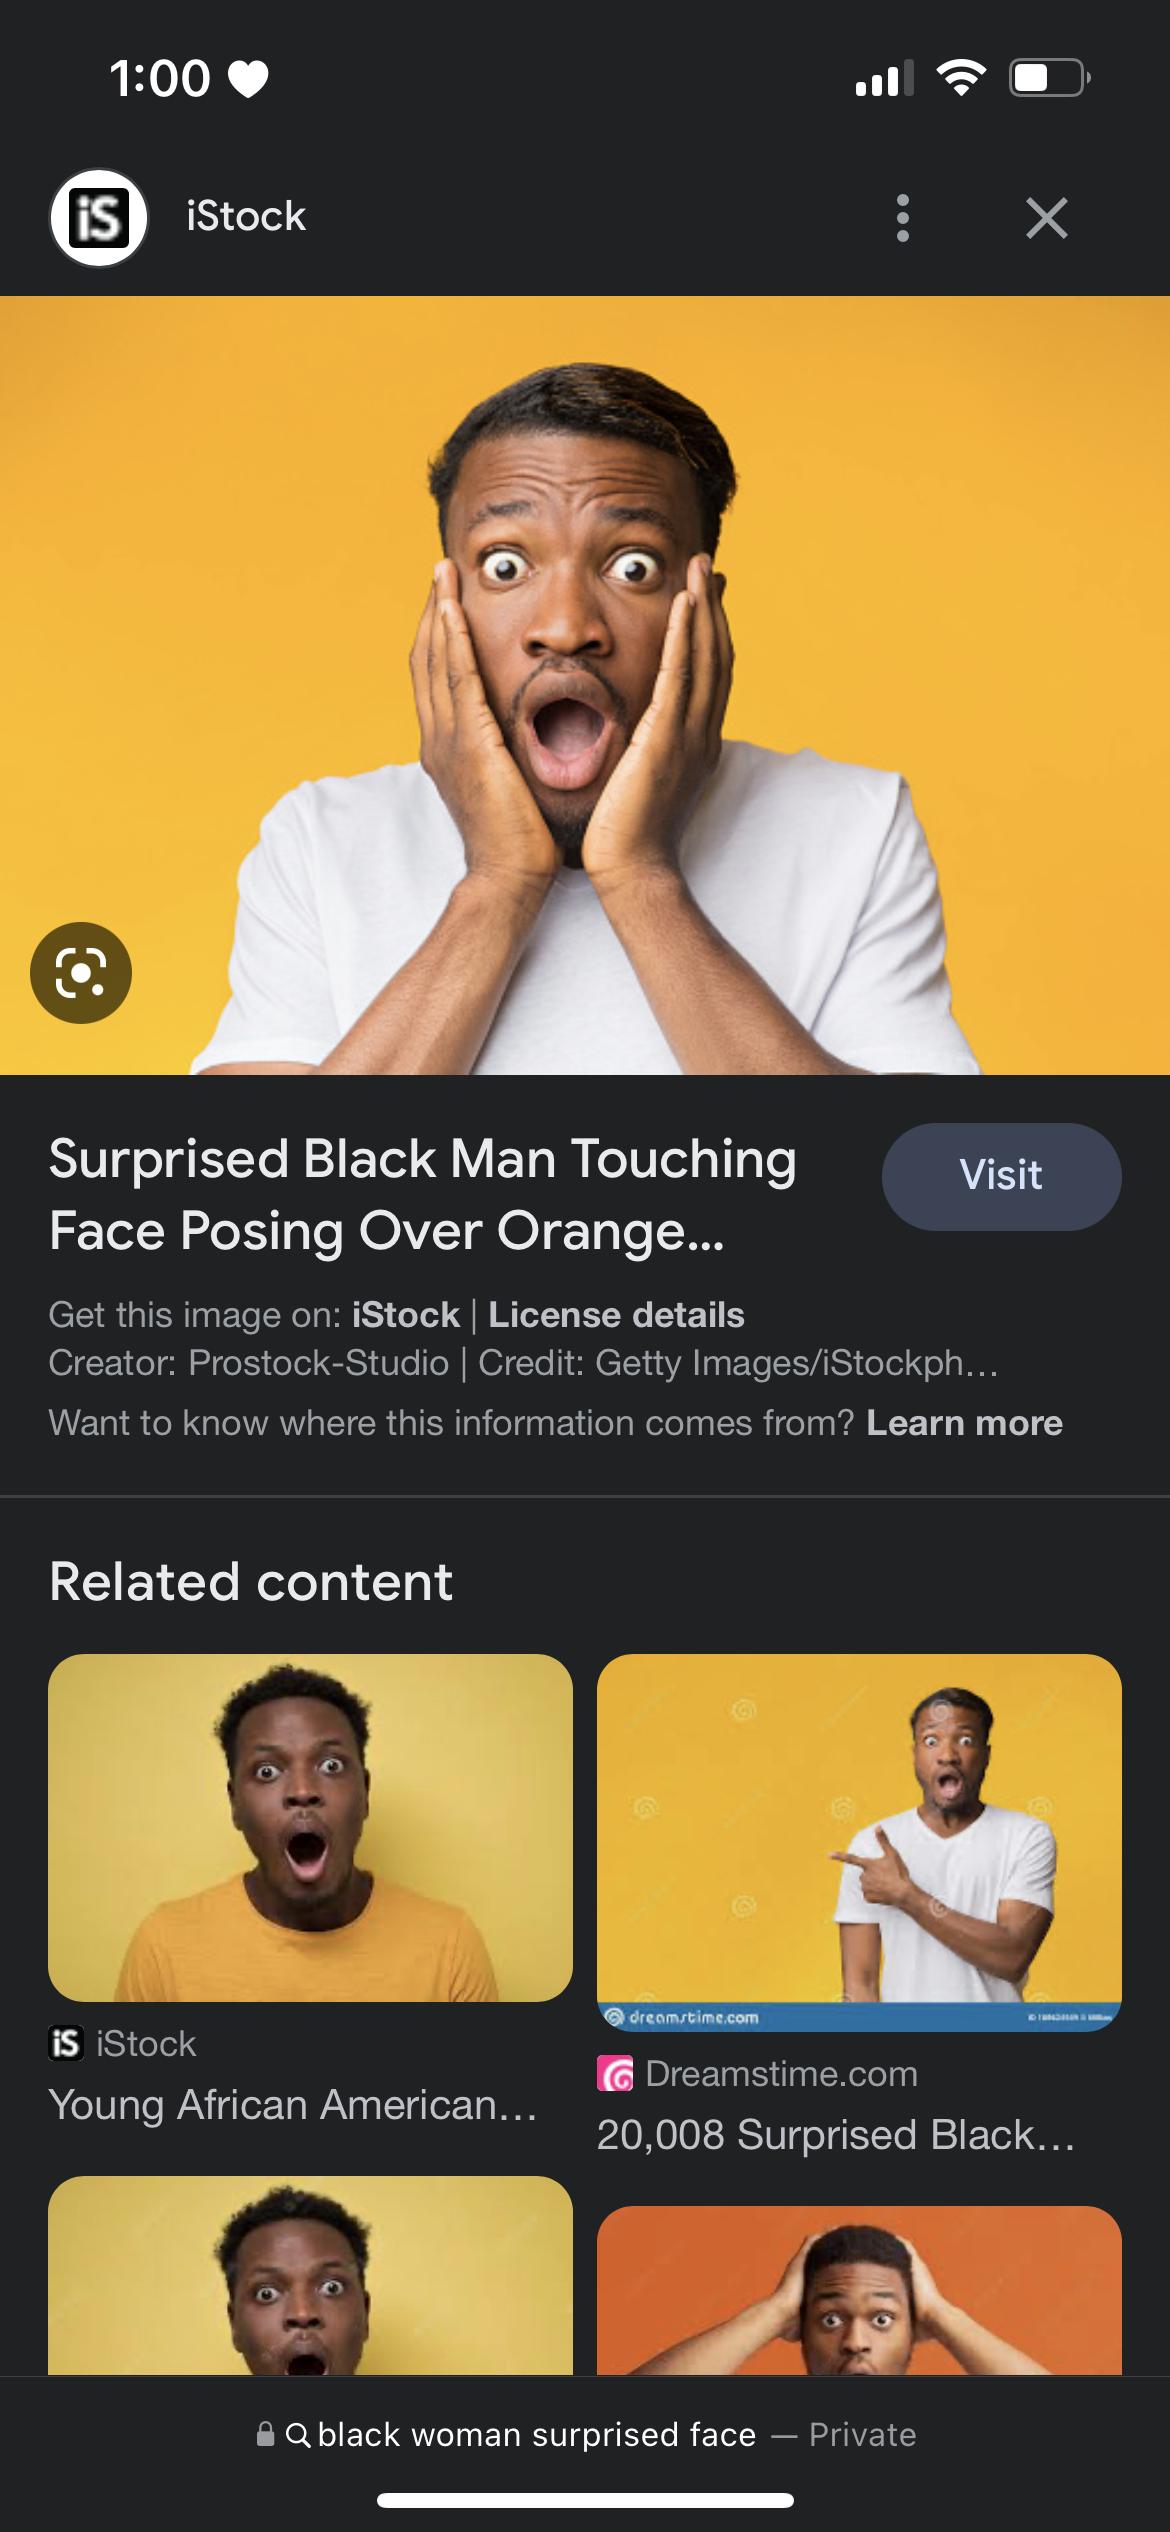 1:00
iS
iStock
Surprised Black Man Touching
Face Posing Over Orange...
Visit
Get this image on: iStock | License details
Creator: Prostock-Studio | Credit: Getty Images/iStockph...
Want to know where this information comes from? Learn more
Related content
dreamstime.com
iS iStock
Young African American...
Dreamstime.com
20,008 Surprised Black...
black woman surprised face — Private